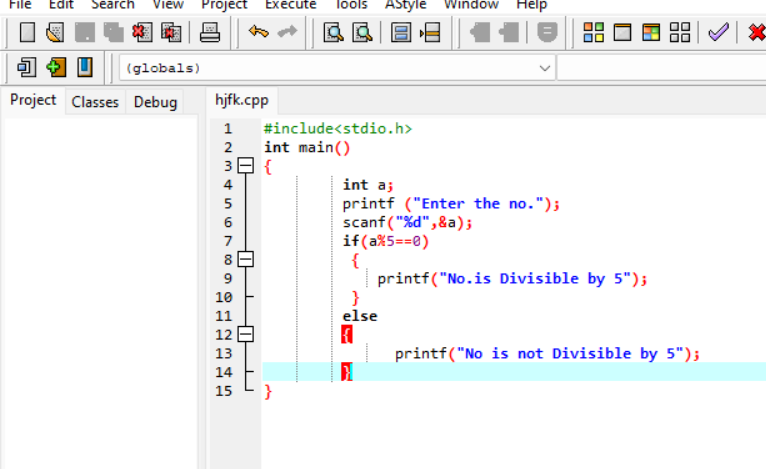 File Edit Search View Project Execute Tools AStyle Window Help
(globals)
Project Classes Debug
hjfk.cpp
1 #include<stdio.h>
2 int main()
3 {
4 int a;
5 printf ("Enter the no.");
6 scanf("%d",&a);
7 if(a%5==0)
8 {
9 printf("No.is Divisible by 5");
10 }
11 else
12 {
13 printf("No is not Divisible by 5");
14 }
15 }